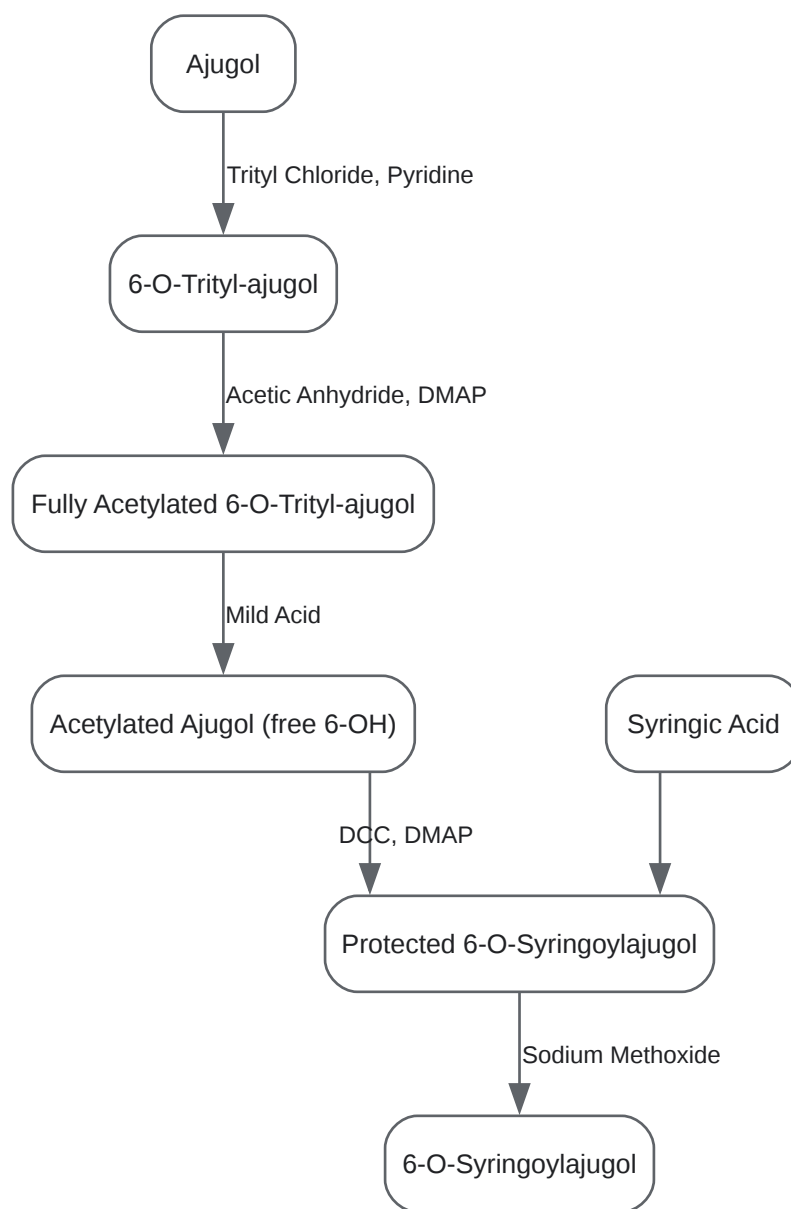 Ajugol
Trityl Chloride, Pyridine
6-O-Trityl-ajugol
Acetic Anhydride, DMAP
Fully Acetylated 6-O-Trityl-ajugol
Mild Acid
Acetylated Ajugol (free 6-OH)
Syringic Acid
DCC, DMAP
Protected 6-O-Syringoylajugol
Sodium Methoxide
6-O-Syringoylajugol